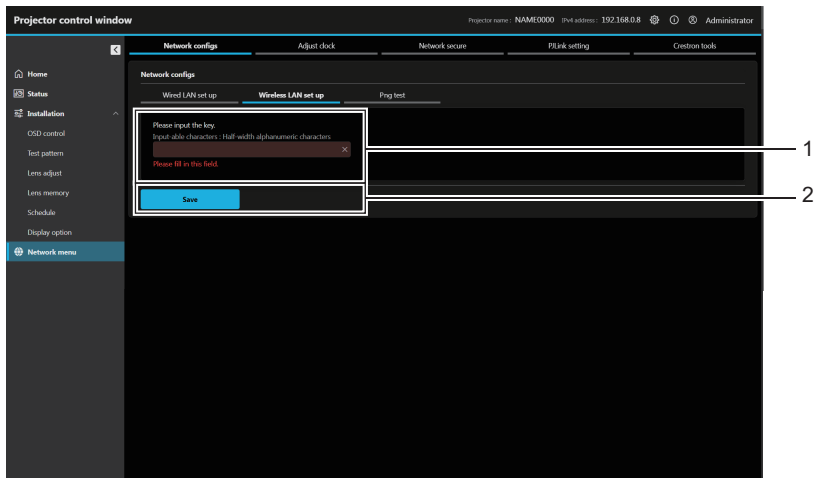 Projector control window
Projector name : NAME0000 IPv4 address : 192.168.0.8 Administrator
Network configs Adjust clock Network secure PJLink setting Crestron tools
Home
Status
Installation
OSD control
Test pattern
Lens adjust
Lens memory
Schedule
Display option
Network menu
Network configs
Wired LAN set up Wireless LAN set up Png test
Please input the key.
Input-able characters : Half-width alphanumeric characters
Please fill in this field.
Save
1
2